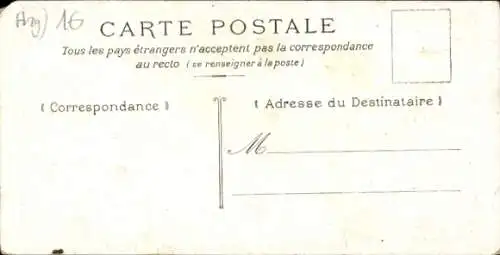 16
CARTE POSTALE
Tous les pays étrangers n'acceptent pas la correspondance
au recto (se renseigner à la poste)
( Correspondance )
( Adresse du Destinataire )
M